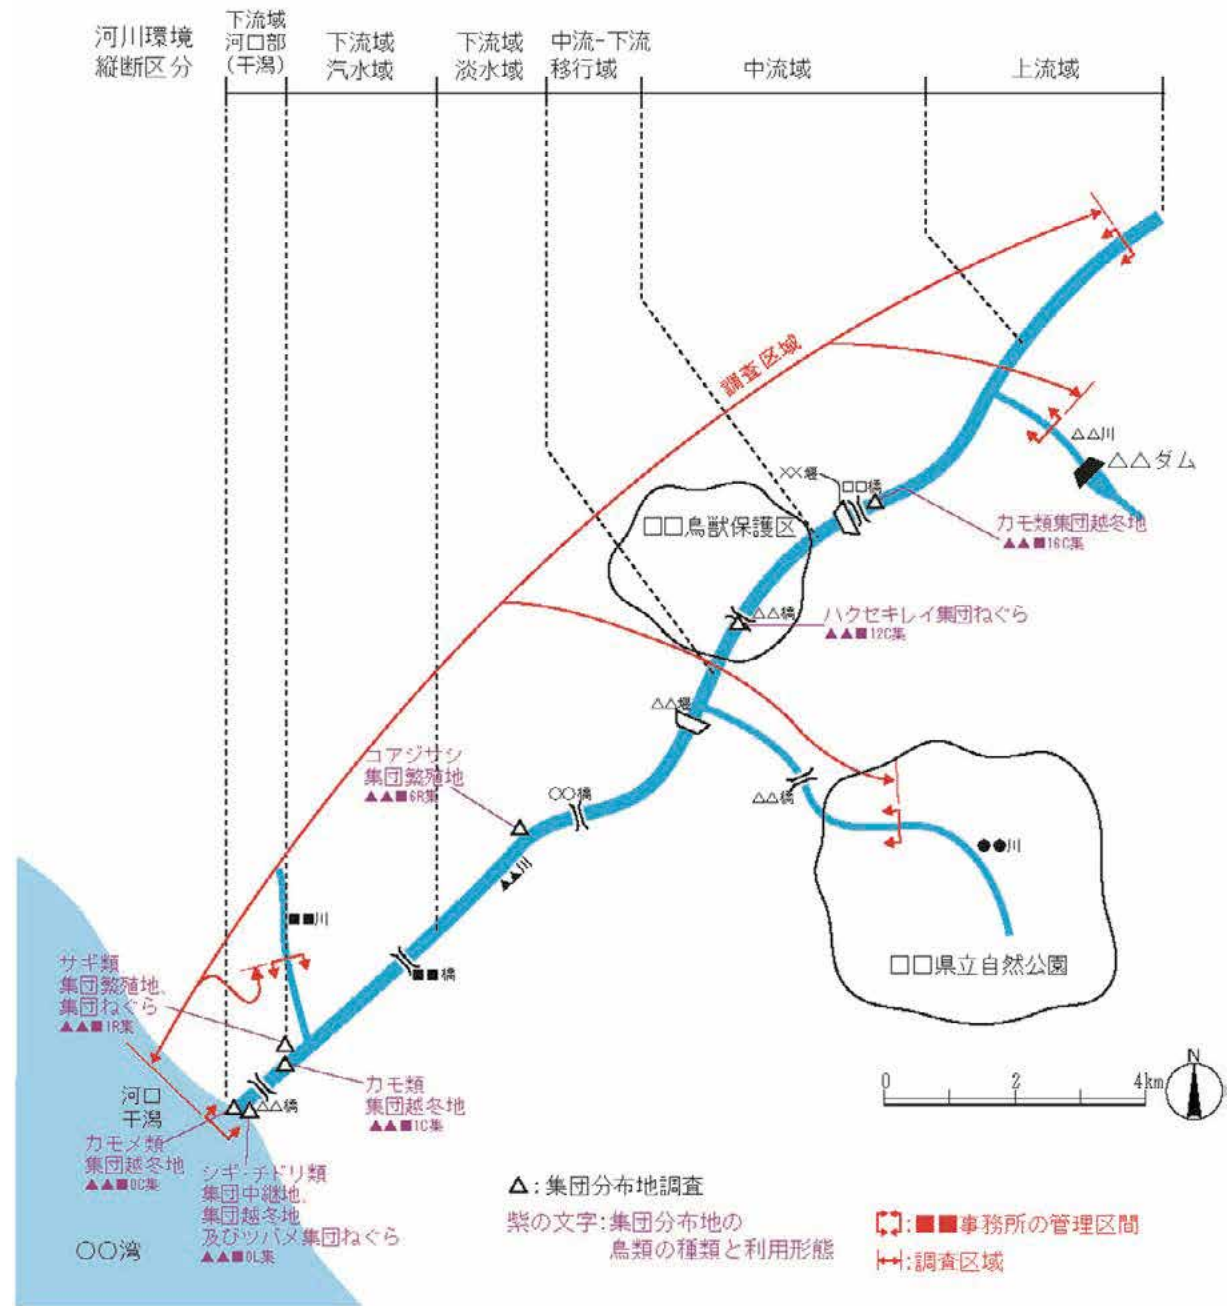 河川環境
縦断区分
下流域
河口部
(干潟)
下流域
汽水域
下流域
淡水域
中流-下流
移行域
中流域
上流域
調査区域
△△川
△△ダム
××堰
□□橋
カモ類集団越冬地
▲▲■16C集
□□鳥獣保護区
△△橋
ハクセキレイ集団ねぐら
▲▲■12C集
△△堰
コアジサシ
集団繁殖地
▲▲■6R集
○○橋
△△橋
▲▲川
●●川
■■川
■■橋
□□県立自然公園
サギ類
集団繁殖地、
集団ねぐら
▲▲■1R集
カモ類
集団越冬地
▲▲■1C集
河口
干潟
△△橋
カモメ類
集団越冬地
▲▲■0C集
シギ・チドリ類
集団中継地、
集団越冬地
及びツバメ集団ねぐら
▲▲■0L集
○○湾
N
0 2 4km
△:集団分布地調査
紫の文字:集団分布地の
鳥類の種類と利用形態
:■■事務所の管理区間
:調査区域